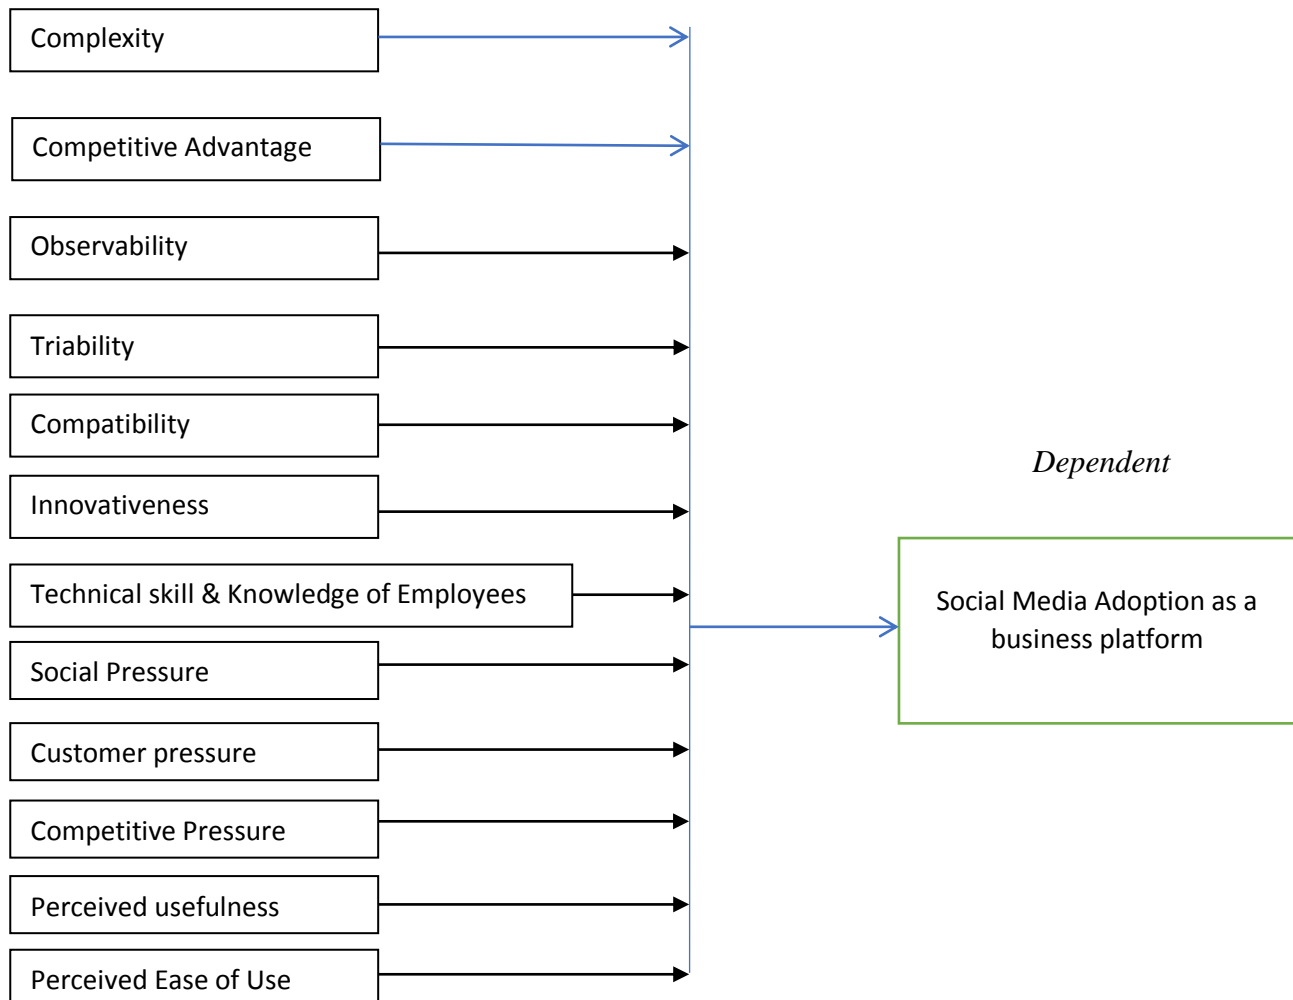 Complexity
Competitive Advantage
Observability
Triability
Compatibility
Innovativeness
Technical skill & Knowledge of Employees
Social Pressure
Customer pressure
Competitive Pressure
Perceived usefulness
Perceived Ease of Use
Dependent
Social Media Adoption as a
business platform